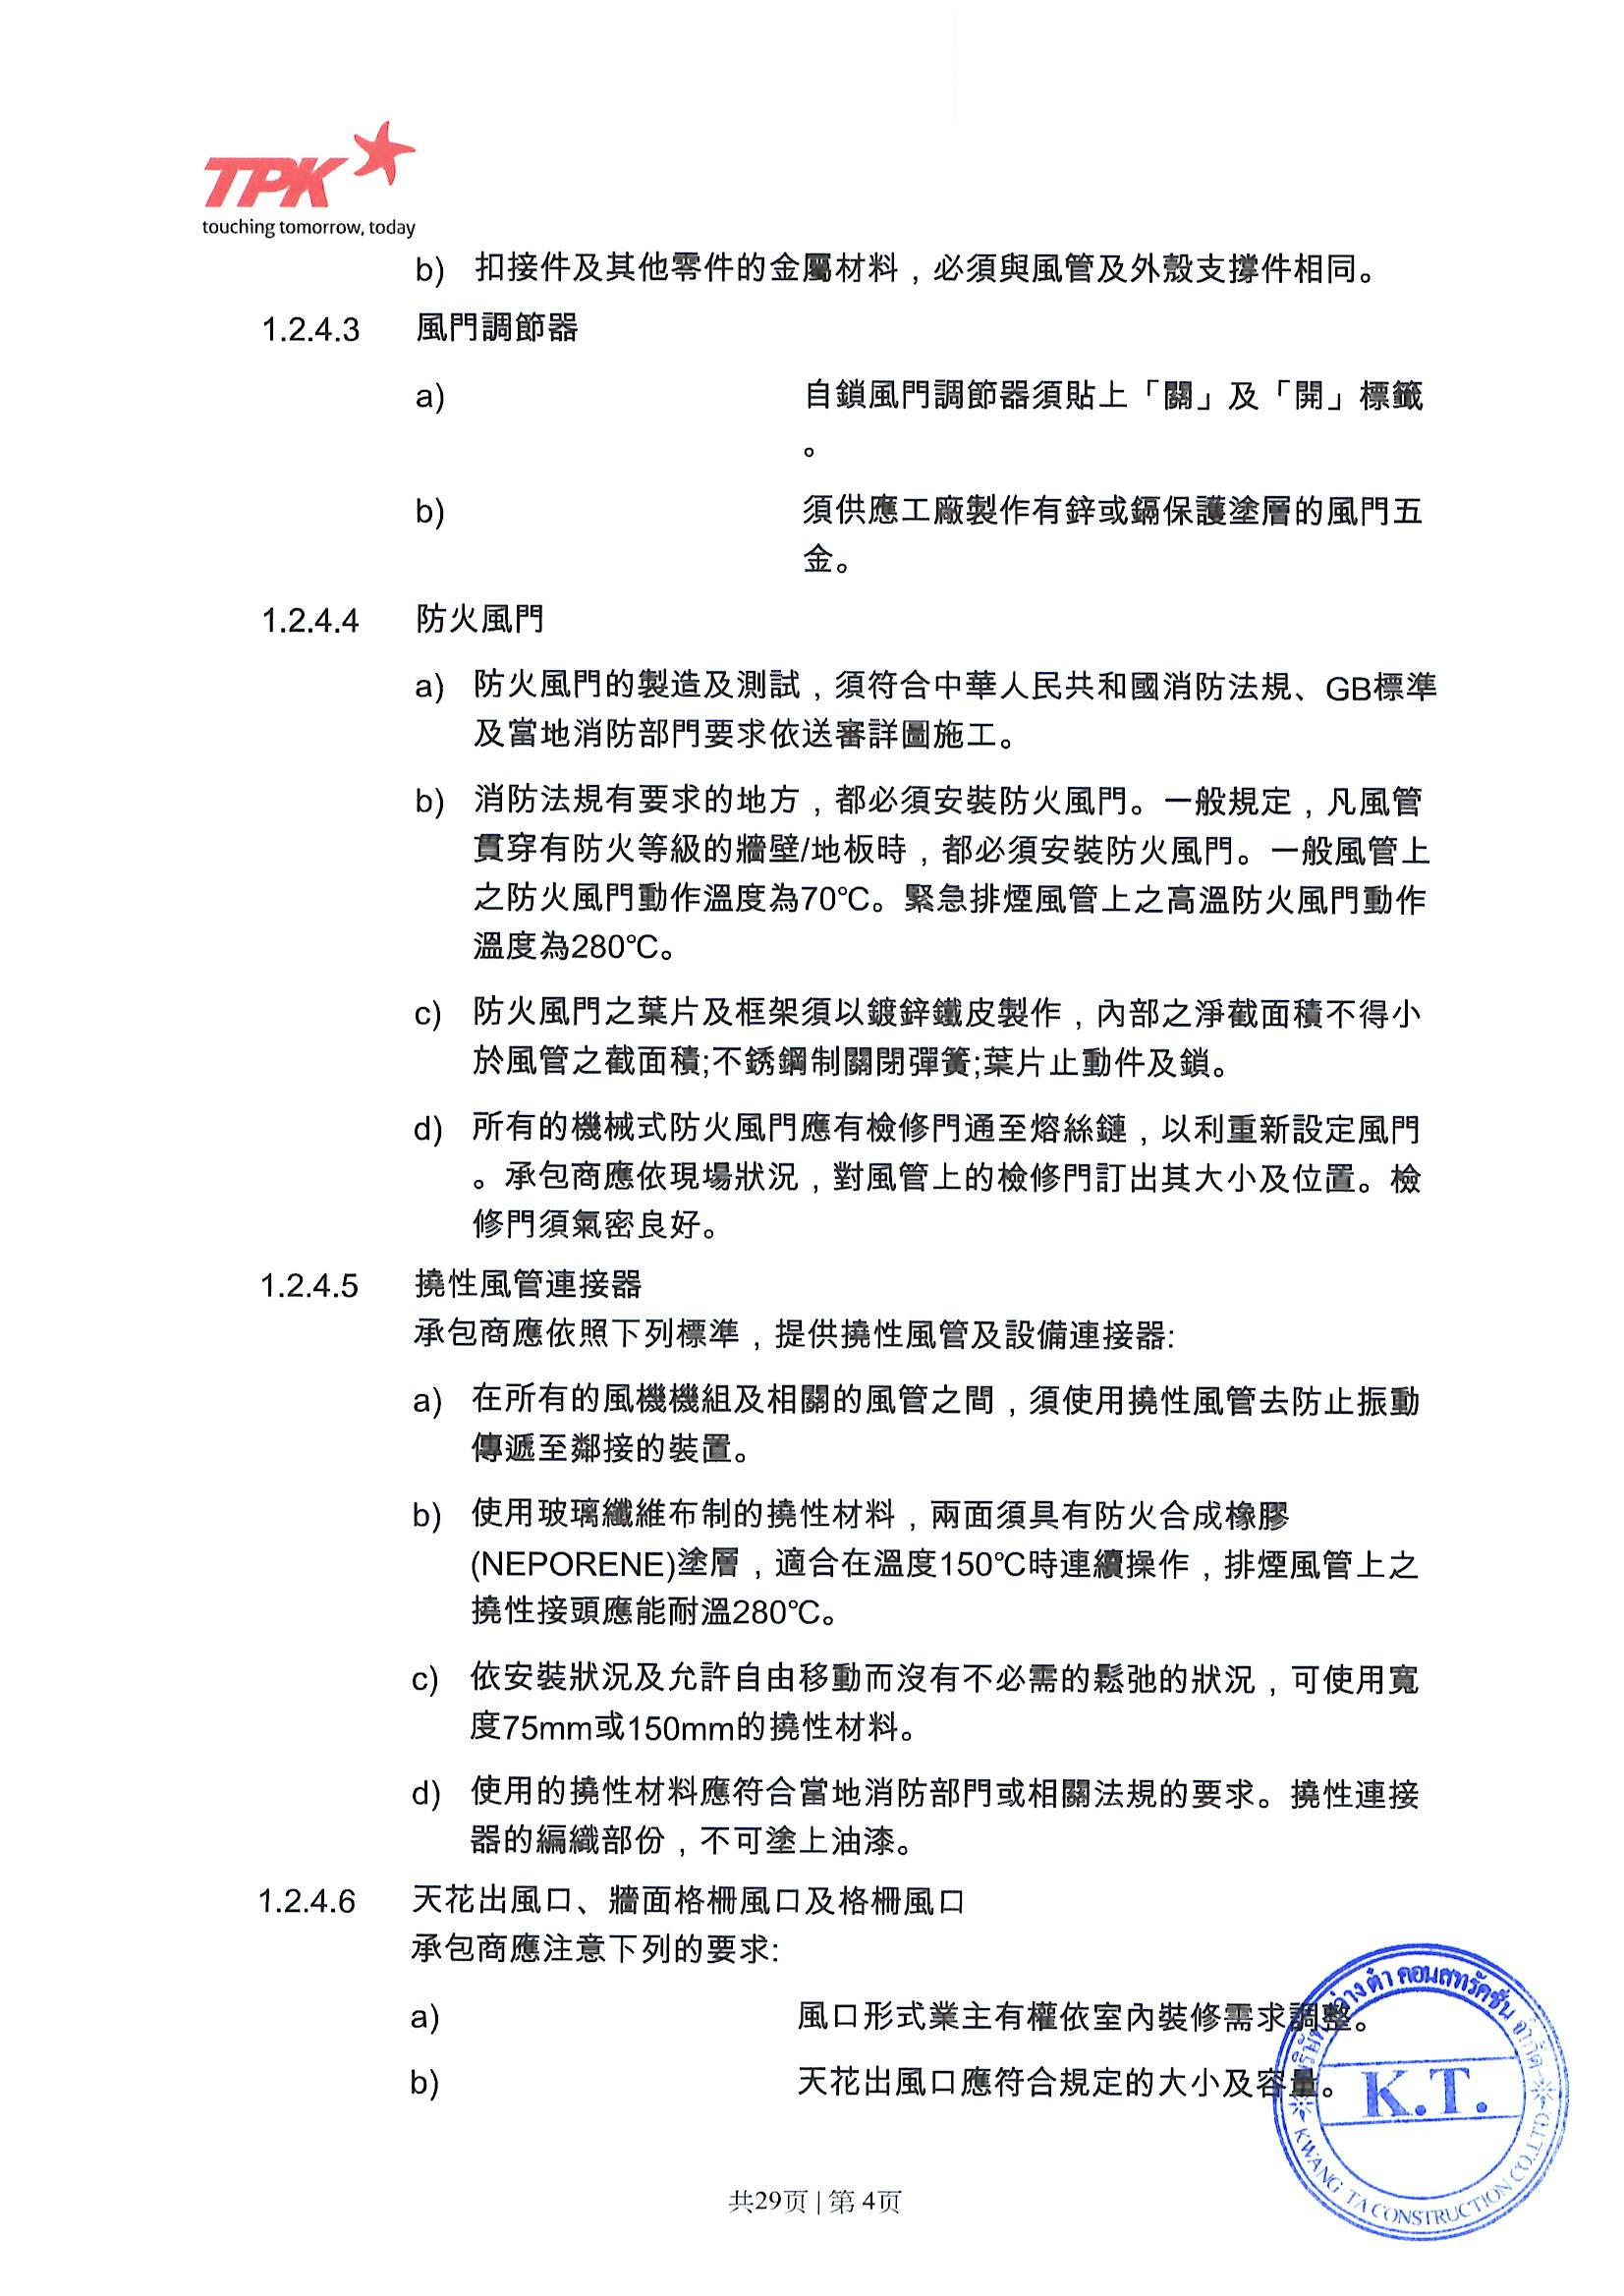 TPK
touching tomorrow, today
b) 扣接件及其他零件的金屬材料，必須與風管及外殼支撐件相同。
1.2.4.3 風門調節器
a) 自鎖風門調節器須貼上「關」及「開」標籤
。
b) 須供應工廠製作有鋅或鎘保護塗層的風門五
金。
1.2.4.4 防火風門
a) 防火風門的製造及測試，須符合中華人民共和國消防法規、GB標準
及當地消防部門要求依送審詳圖施工。
b) 消防法規有要求的地方，都必須安裝防火風門。一般規定，凡風管
貫穿有防火等級的牆壁/地板時，都必須安裝防火風門。一般風管上
之防火風門動作溫度為70℃。緊急排煙風管上之高溫防火風門動作
溫度為280℃。
c) 防火風門之葉片及框架須以鍍鋅鐵皮製作，內部之淨截面積不得小
於風管之截面積;不銹鋼制關閉彈簧;葉片止動件及鎖。
d) 所有的機械式防火風門應有檢修門通至熔絲鏈，以利重新設定風門
。承包商應依現場狀況，對風管上的檢修門訂出其大小及位置。檢
修門須氣密良好。
1.2.4.5 撓性風管連接器
承包商應依照下列標準，提供撓性風管及設備連接器:
a) 在所有的風機機組及相關的風管之間，須使用撓性風管去防止振動
傳遞至鄰接的裝置。
b) 使用玻璃纖維布制的撓性材料，兩面須具有防火合成橡膠
(NEPORENE)塗層，適合在溫度150℃時連續操作，排煙風管上之
撓性接頭應能耐溫280℃。
c) 依安裝狀況及允許自由移動而沒有不必需的鬆弛的狀況，可使用寬
度75mm或150mm的撓性材料。
d) 使用的撓性材料應符合當地消防部門或相關法規的要求。撓性連接
器的編織部份，不可塗上油漆。
1.2.4.6 天花出風口、牆面格柵風口及格柵風口
承包商應注意下列的要求:
a) 風口形式業主有權依室內裝修需求調整。
b) 天花出風口應符合規定的大小及容量。
บริษัท กวางต้า คอนสทรัคชั่น จำกัด
K.T.
KWANG TA CONSTRUCTION CO.,LTD
共29页 | 第 4页